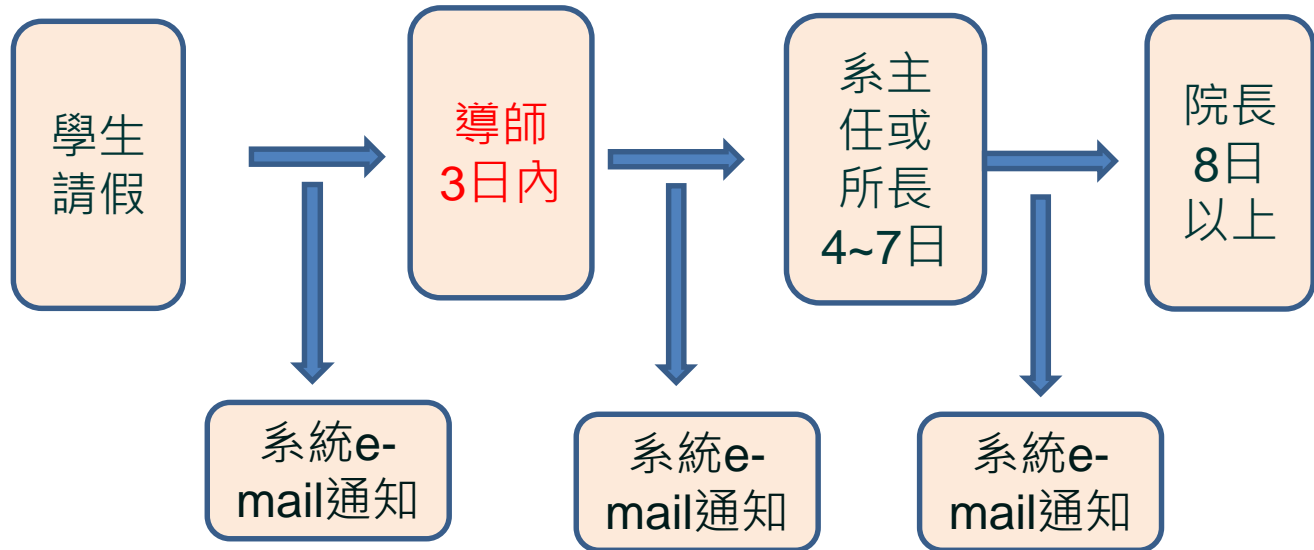 學生
請假
導師
3日內
系主
任或
所長
4~7日
院長
8日
以上
系統e-
mail通知
系統e-
mail通知
系統e-
mail通知